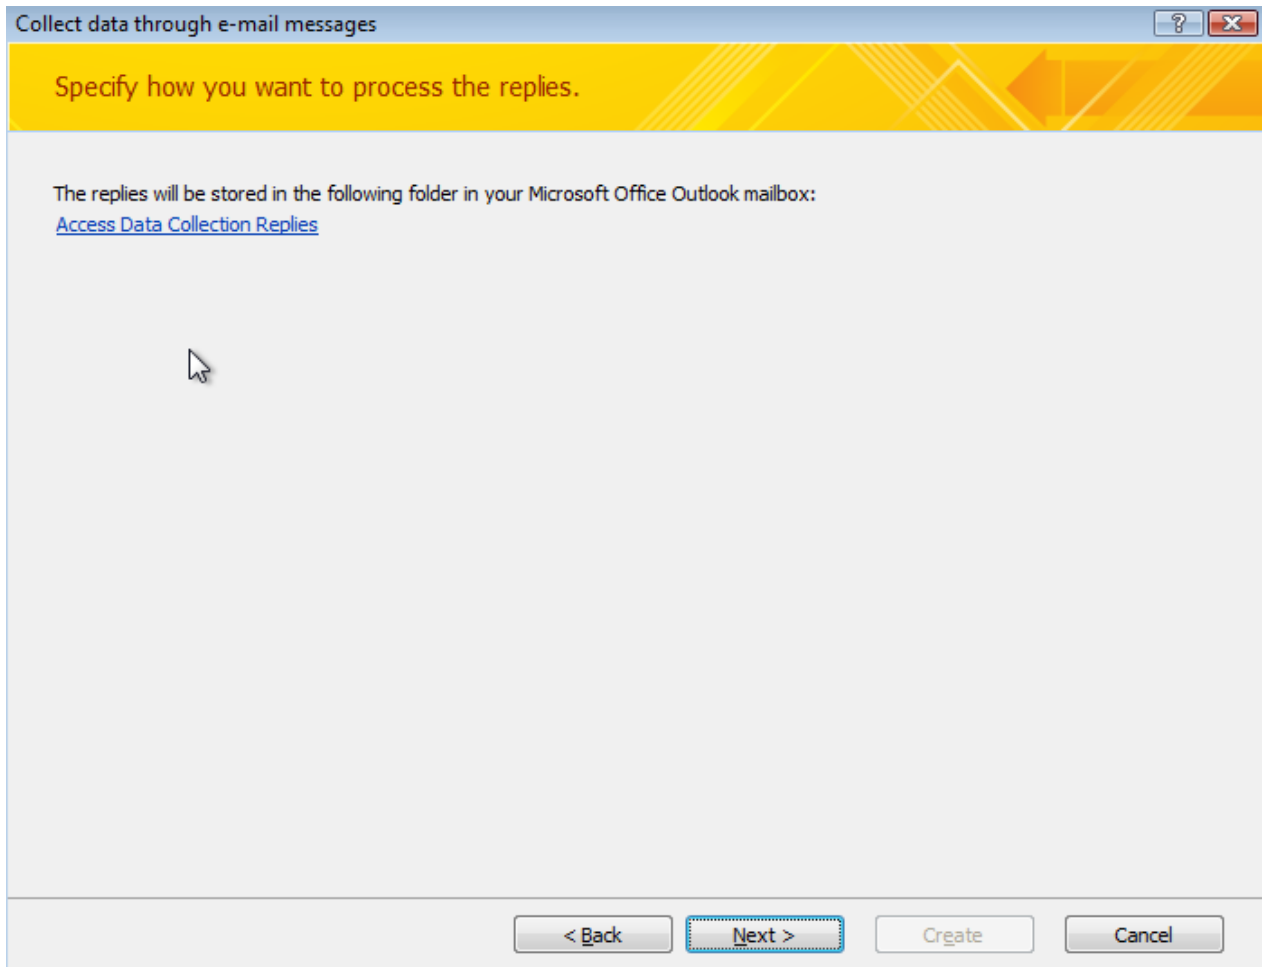 Collect data through e-mail messages
?
Specify how you want to process the replies.
The replies will be stored in the following folder in your Microsoft Office Outlook mailbox:
Access Data Collection Replies
< Back
Next >
Create
Cancel